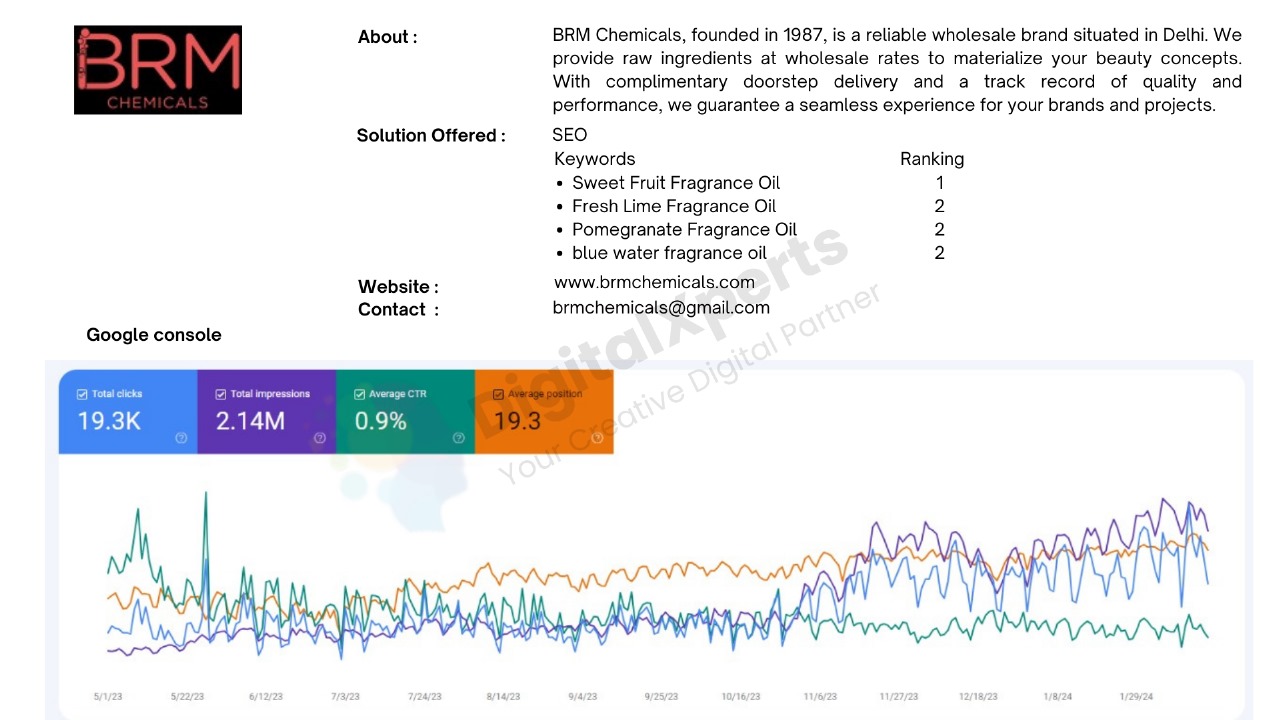 BRM
CHEMICALS
About :
BRM Chemicals, founded in 1987, is a reliable wholesale brand situated in Delhi. We
provide raw ingredients at wholesale rates to materialize your beauty concepts.
With complimentary doorstep delivery and a track record of quality and
performance, we guarantee a seamless experience for your brands and projects.
Solution Offered :
SEO
Keywords Ranking
• Sweet Fruit Fragrance Oil 1
• Fresh Lime Fragrance Oil 2
• Pomegranate Fragrance Oil 2
• blue water fragrance oil 2
Website : www.brmchemicals.com
Contact : brmchemicals@gmail.com
Google console
DigitalXperts
Your Creative Digital Partner
Total clicks Total impressions Average CTR Average position
19.3K 2.14M 0.9% 19.3
5/1/23 5/22/23 6/12/23 7/3/23 7/24/23 8/14/23 9/4/23 9/25/23 10/16/23 11/6/23 11/27/23 12/18/23 1/8/24 1/29/24